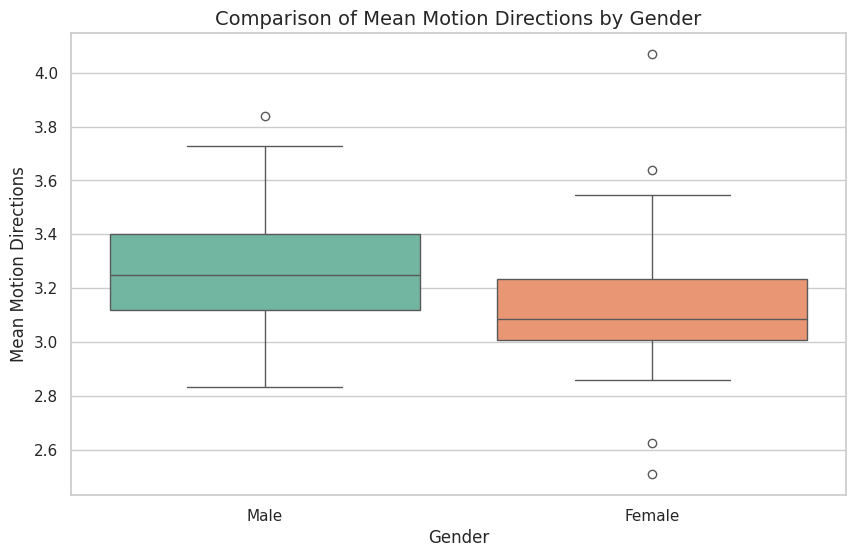 Comparison of Mean Motion Directions by Gender
Mean Motion Directions
4.0
3.8
3.6
3.4
3.2
3.0
2.8
2.6
Male
Female
Gender